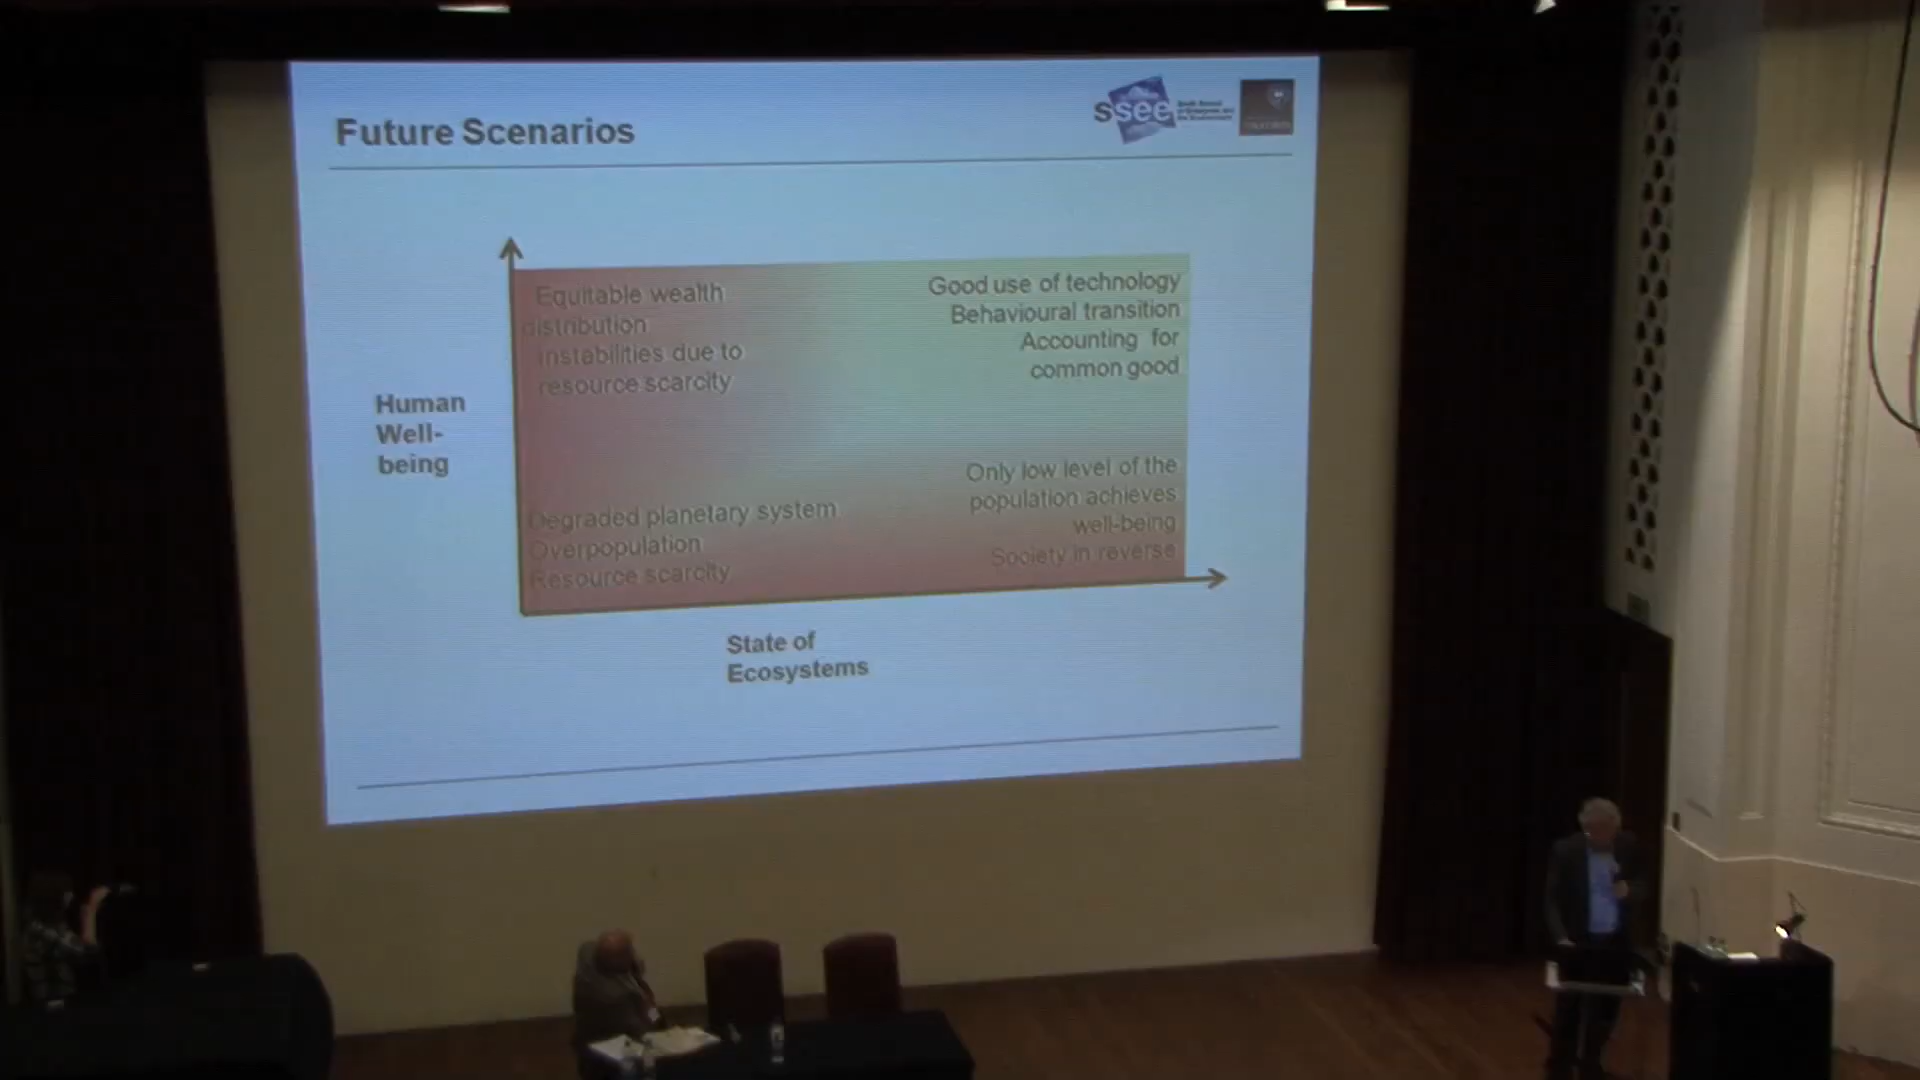 Future Scenarios
ssee
Equitable wealth
distribution
Instabilities due to
resource scarcity
Good use of technology
Behavioural transition
Accounting for
common good
Human
Well-
being
Degraded planetary system
Overpopulation
Resource scarcity
Only low level of the
population achieves
well-being
Society in reverse
State of
Ecosystems